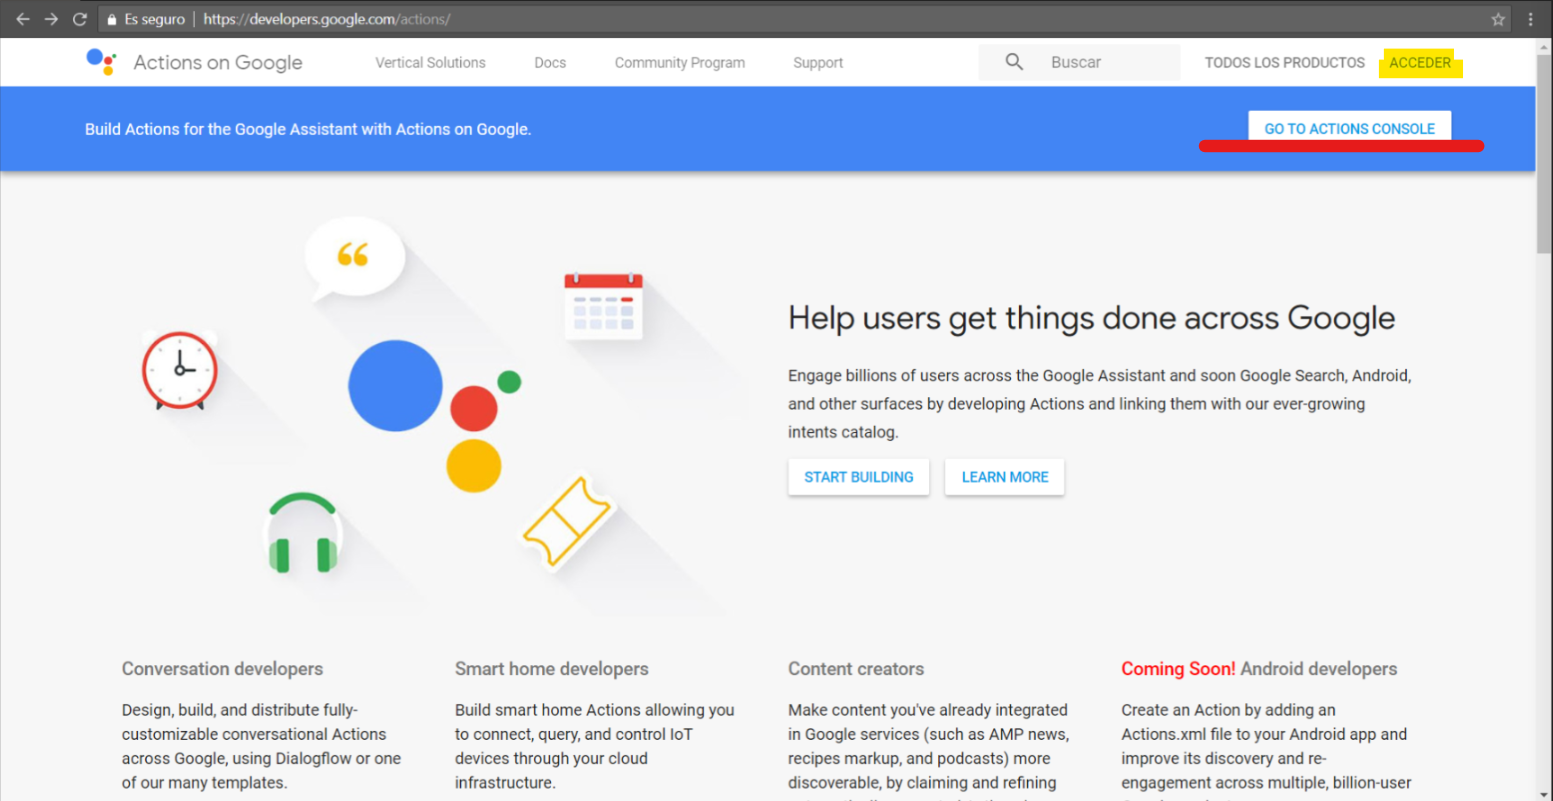 Es seguro | https://developers.google.com/actions/
Actions on Google
Vertical Solutions
Docs
Community Program
Support
Buscar
TODOS LOS PRODUCTOS
ACCEDER
Build Actions for the Google Assistant with Actions on Google.
GO TO ACTIONS CONSOLE
“
Help users get things done across Google
Engage billions of users across the Google Assistant and soon Google Search, Android,
and other surfaces by developing Actions and linking them with our ever-growing
intents catalog.
START BUILDING
LEARN MORE
Conversation developers
Design, build, and distribute fully-
customizable conversational Actions
across Google, using Dialogflow or one
of our many templates.
Smart home developers
Build smart home Actions allowing you
to connect, query, and control IoT
devices through your cloud
infrastructure.
Content creators
Make content you've already integrated
in Google services (such as AMP news,
recipes markup, and podcasts) more
discoverable, by claiming and refining
Coming Soon! Android developers
Create an Action by adding an
Actions.xml file to your Android app and
improve its discovery and re-
engagement across multiple, billion-user